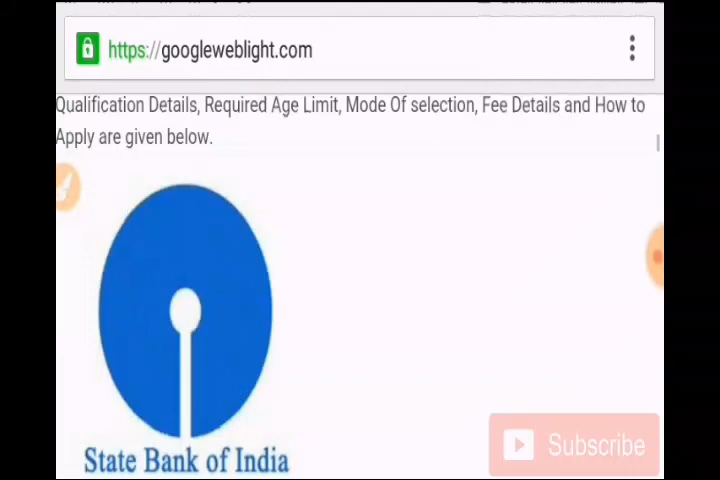 https://googleweblight.com
Qualification Details, Required Age Limit, Mode Of selection, Fee Details and How to
Apply are given below.
State Bank of India
Subscribe